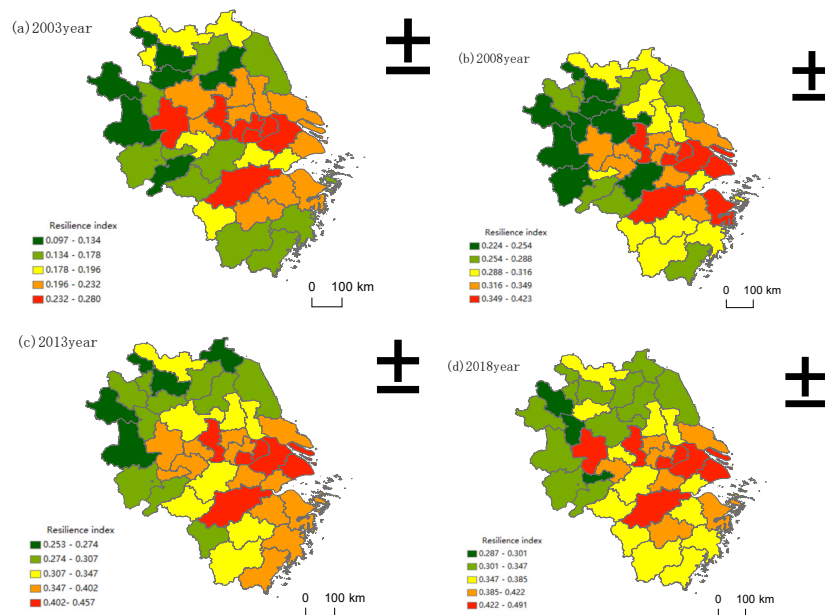 (a)2003year
Resilience index
0.097 - 0.134
0.134 - 0.178
0.178 - 0.196
0.196 - 0.232
0.232 - 0.280
0 100 km
(b) 2008year
Resilience index
0.224 - 0.254
0.254 - 0.288
0.288 - 0.316
0.316 - 0.349
0.349 - 0.423
0 100 km
(c)2013year
Resilience index
0.253 - 0.274
0.274 - 0.307
0.307 - 0.347
0.347 - 0.402
0.402- 0.457
0 100 km
(d)2018year
Resilience index
0.287 - 0.301
0.301 - 0.347
0.347 - 0.385
0.385- 0.422
0.422 - 0.491
0 100 km